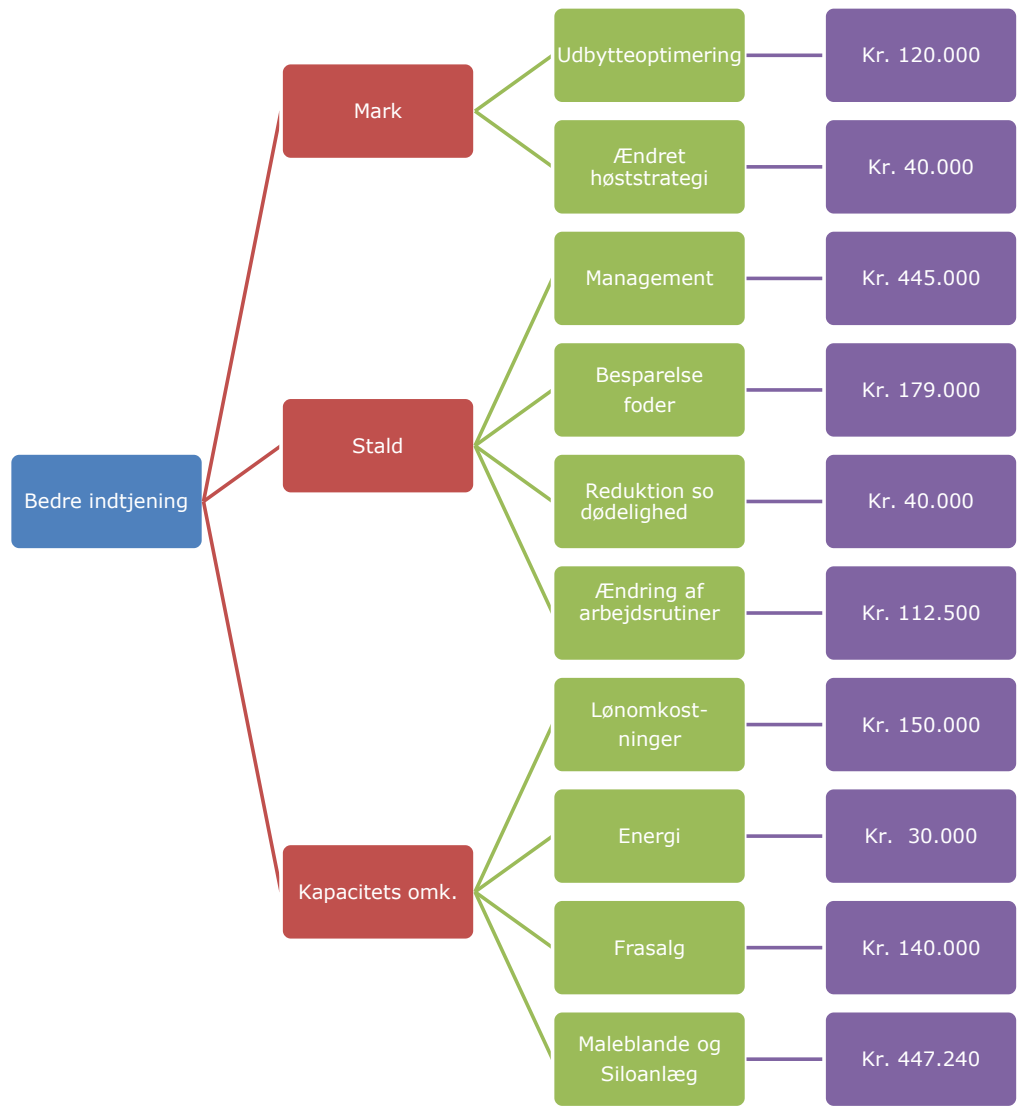 Bedre indtjening
Mark
Udbytteoptimering
Kr. 120.000
Ændret
høststrategi
Kr. 40.000
Stald
Management
Kr. 445.000
Besparelse
foder
Kr. 179.000
Reduktion so
dødelighed
Kr. 40.000
Ændring af
arbejdsrutiner
Kr. 112.500
Kapacitets omk.
Lønomkost-
ninger
Kr. 150.000
Energi
Kr.  30.000
Frasalg
Kr. 140.000
Maleblande og
Siloanlæg
Kr. 447.240